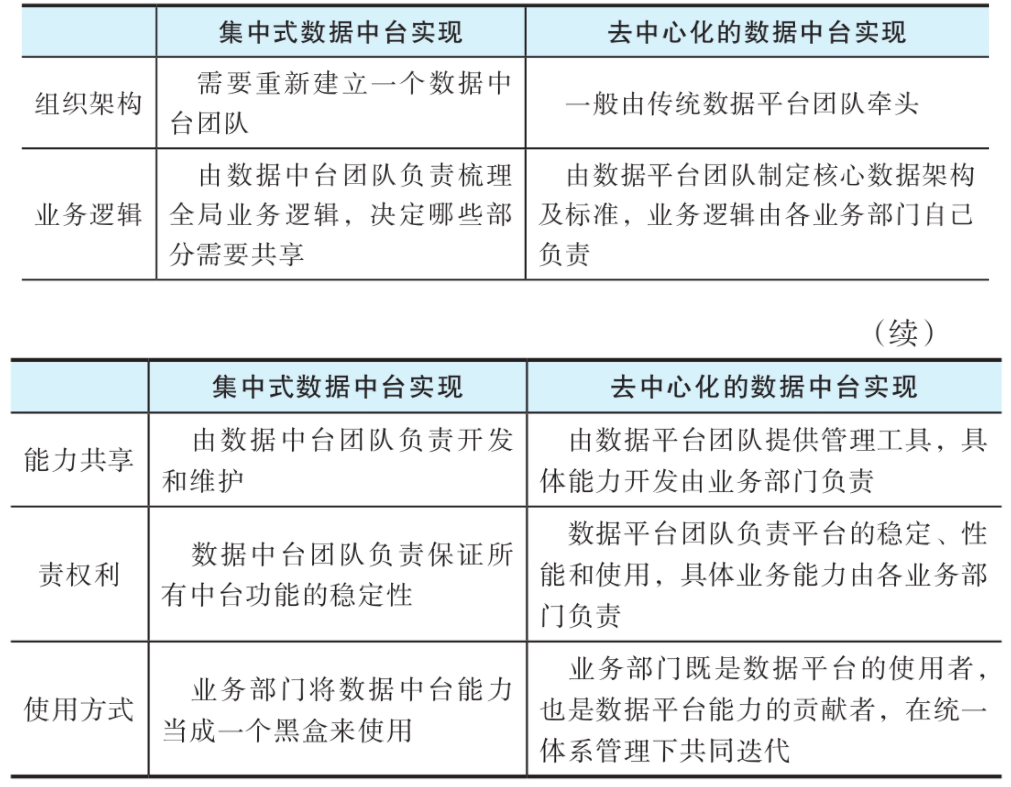 集中式数据中台实现 去中心化的数据中台实现
组织架构
需要重新建立一个数据中
台团队
一般由传统数据平台团队牵头
业务逻辑
由数据中台团队负责梳理
全局业务逻辑，决定哪些部
分需要共享
由数据平台团队制定核心数据架构
及标准，业务逻辑由各业务部门自己
负责
（续）
集中式数据中台实现 去中心化的数据中台实现
能力共享
由数据中台团队负责开发
和维护
由数据平台团队提供管理工具，具
体能力开发由业务部门负责
责权利
数据中台团队负责保证所
有中台功能的稳定性
数据平台团队负责平台的稳定、性
能和使用，具体业务能力由各业务部
门负责
使用方式
业务部门将数据中台能力
当成一个黑盒来使用
业务部门既是数据平台的使用者，
也是数据平台能力的贡献者，在统一
体系管理下共同迭代